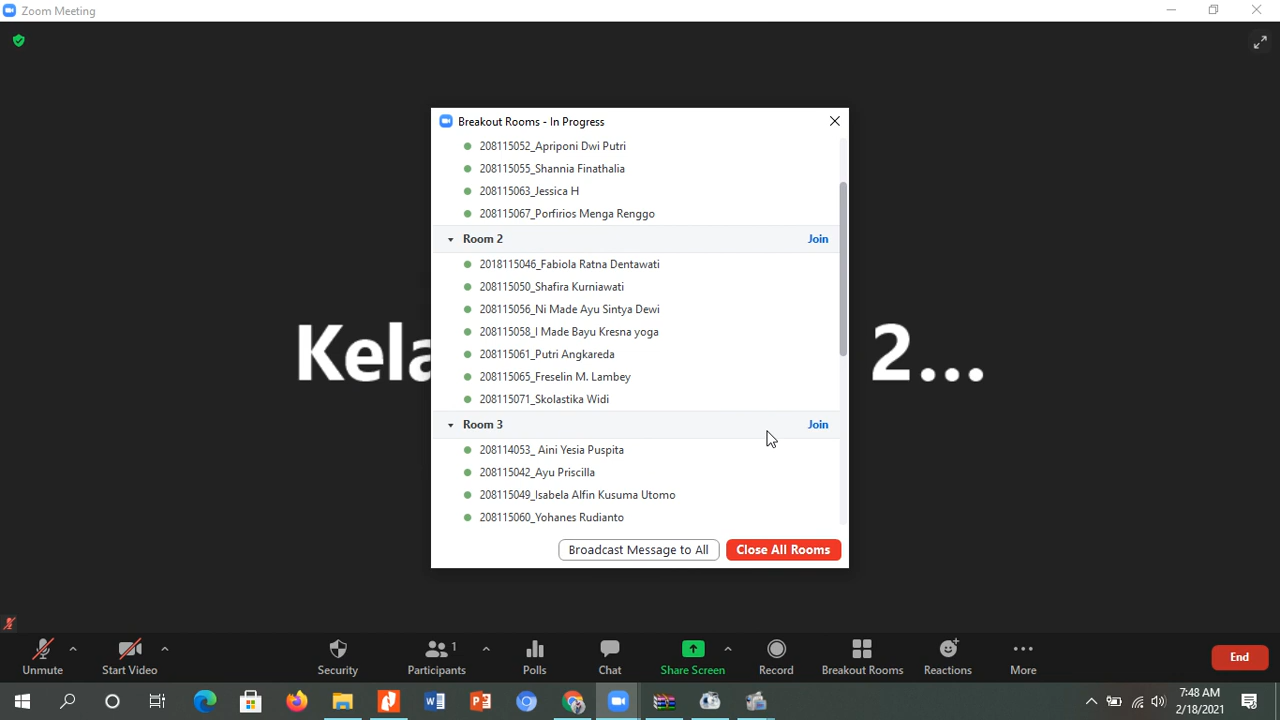 Zoom Meeting
Breakout Rooms - In Progress
208115052_Apriponi Dwi Putri
208115055_Shannia Finathalia
208115063_Jessica H
208115067_Porfirios Menga Renggo
Room 2 Join
2018115046_Fabiola Ratna Dentawati
208115050_Shafira Kurniawati
208115056_Ni Made Ayu Sintya Dewi
208115058_I Made Bayu Kresna yoga
208115061_Putri Angkareda
208115065_Freselin M. Lambey
208115071_Skolastika Widi
Kela 2...
Room 3 Join
208114053_ Aini Yesia Puspita
208115042_Ayu Priscilla
208115049_Isabela Alfin Kusuma Utomo
208115060_Yohanes Rudianto
Broadcast Message to All Close All Rooms
Unmute Start Video Security Participants 1 Polls Chat Share Screen Record Breakout Rooms Reactions More End
7:48 AM
2/18/2021